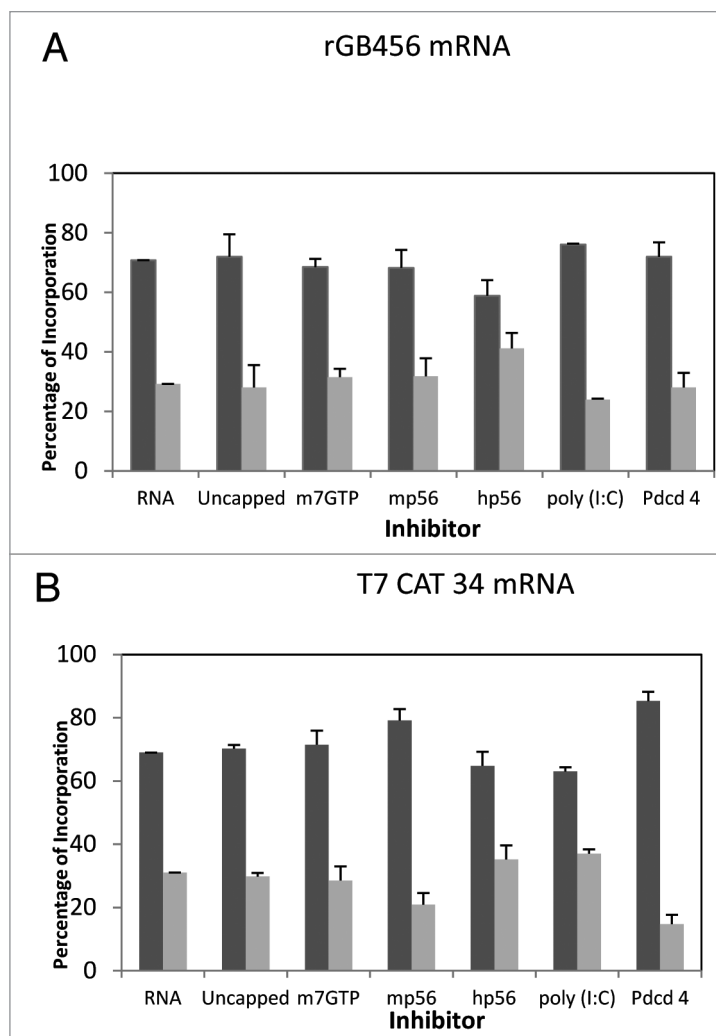 A
rGB456 mRNA
Percentage of Incorporation
100
80
60
40
20
0
RNA Uncapped m7GTP mp56 hp56 poly (I:C) Pdcd 4
Inhibitor
B
T7 CAT 34 mRNA
Percentage of Incorporation
100
80
60
40
20
0
RNA Uncapped m7GTP mp56 hp56 poly (I:C) Pdcd 4
Inhibitor